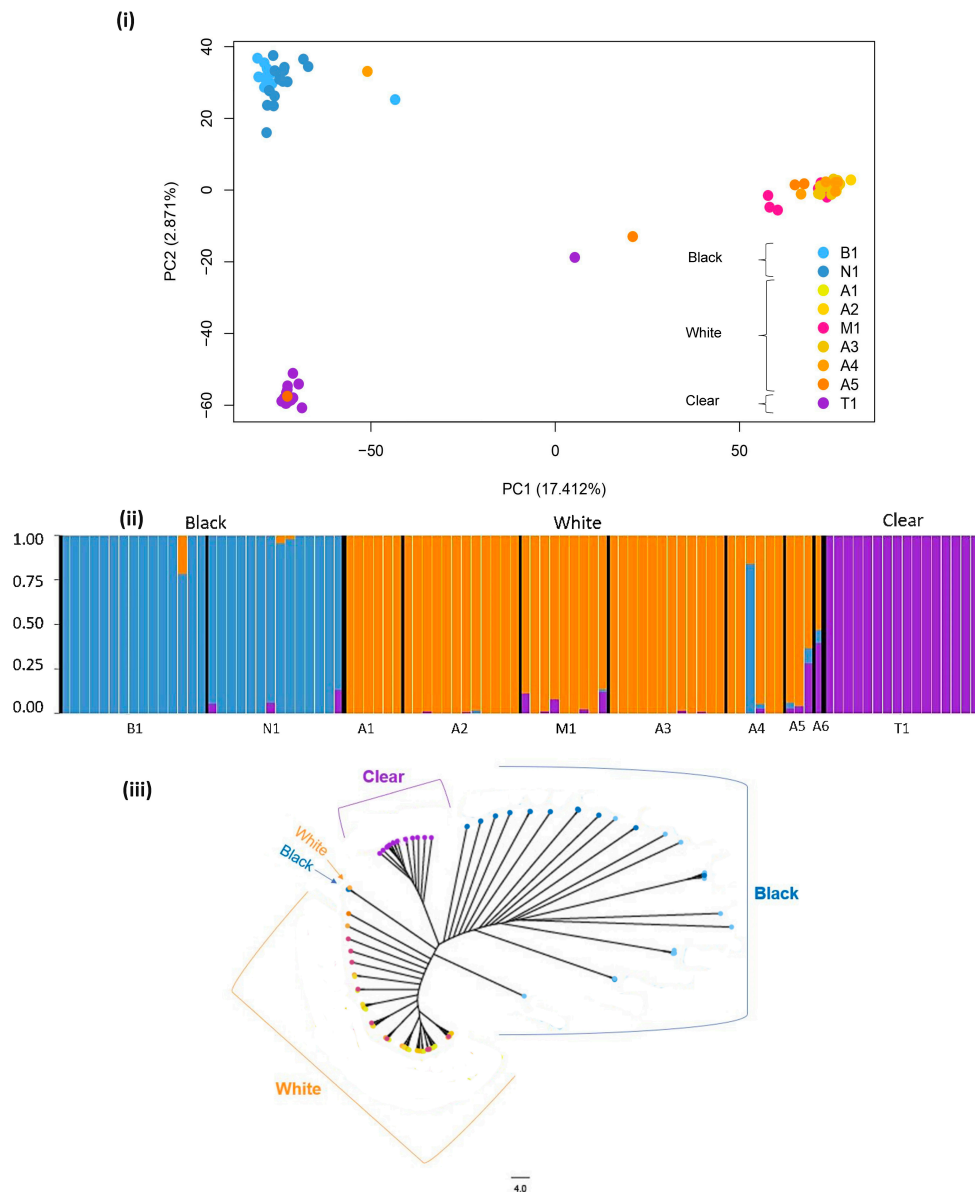 (i)
40
20
0
−20
−40
−60
PC2 (2.871%)
−50
0
50
PC1 (17.412%)
Black
White
Clear
B1
N1
A1
A2
M1
A3
A4
A5
T1
(ii)
Black
White
Clear
1.00
0.75
0.50
0.25
0.00
B1
N1
A1
A2
M1
A3
A4
A5
A6
T1
(iii)
Clear
White
Black
Black
White
4.0